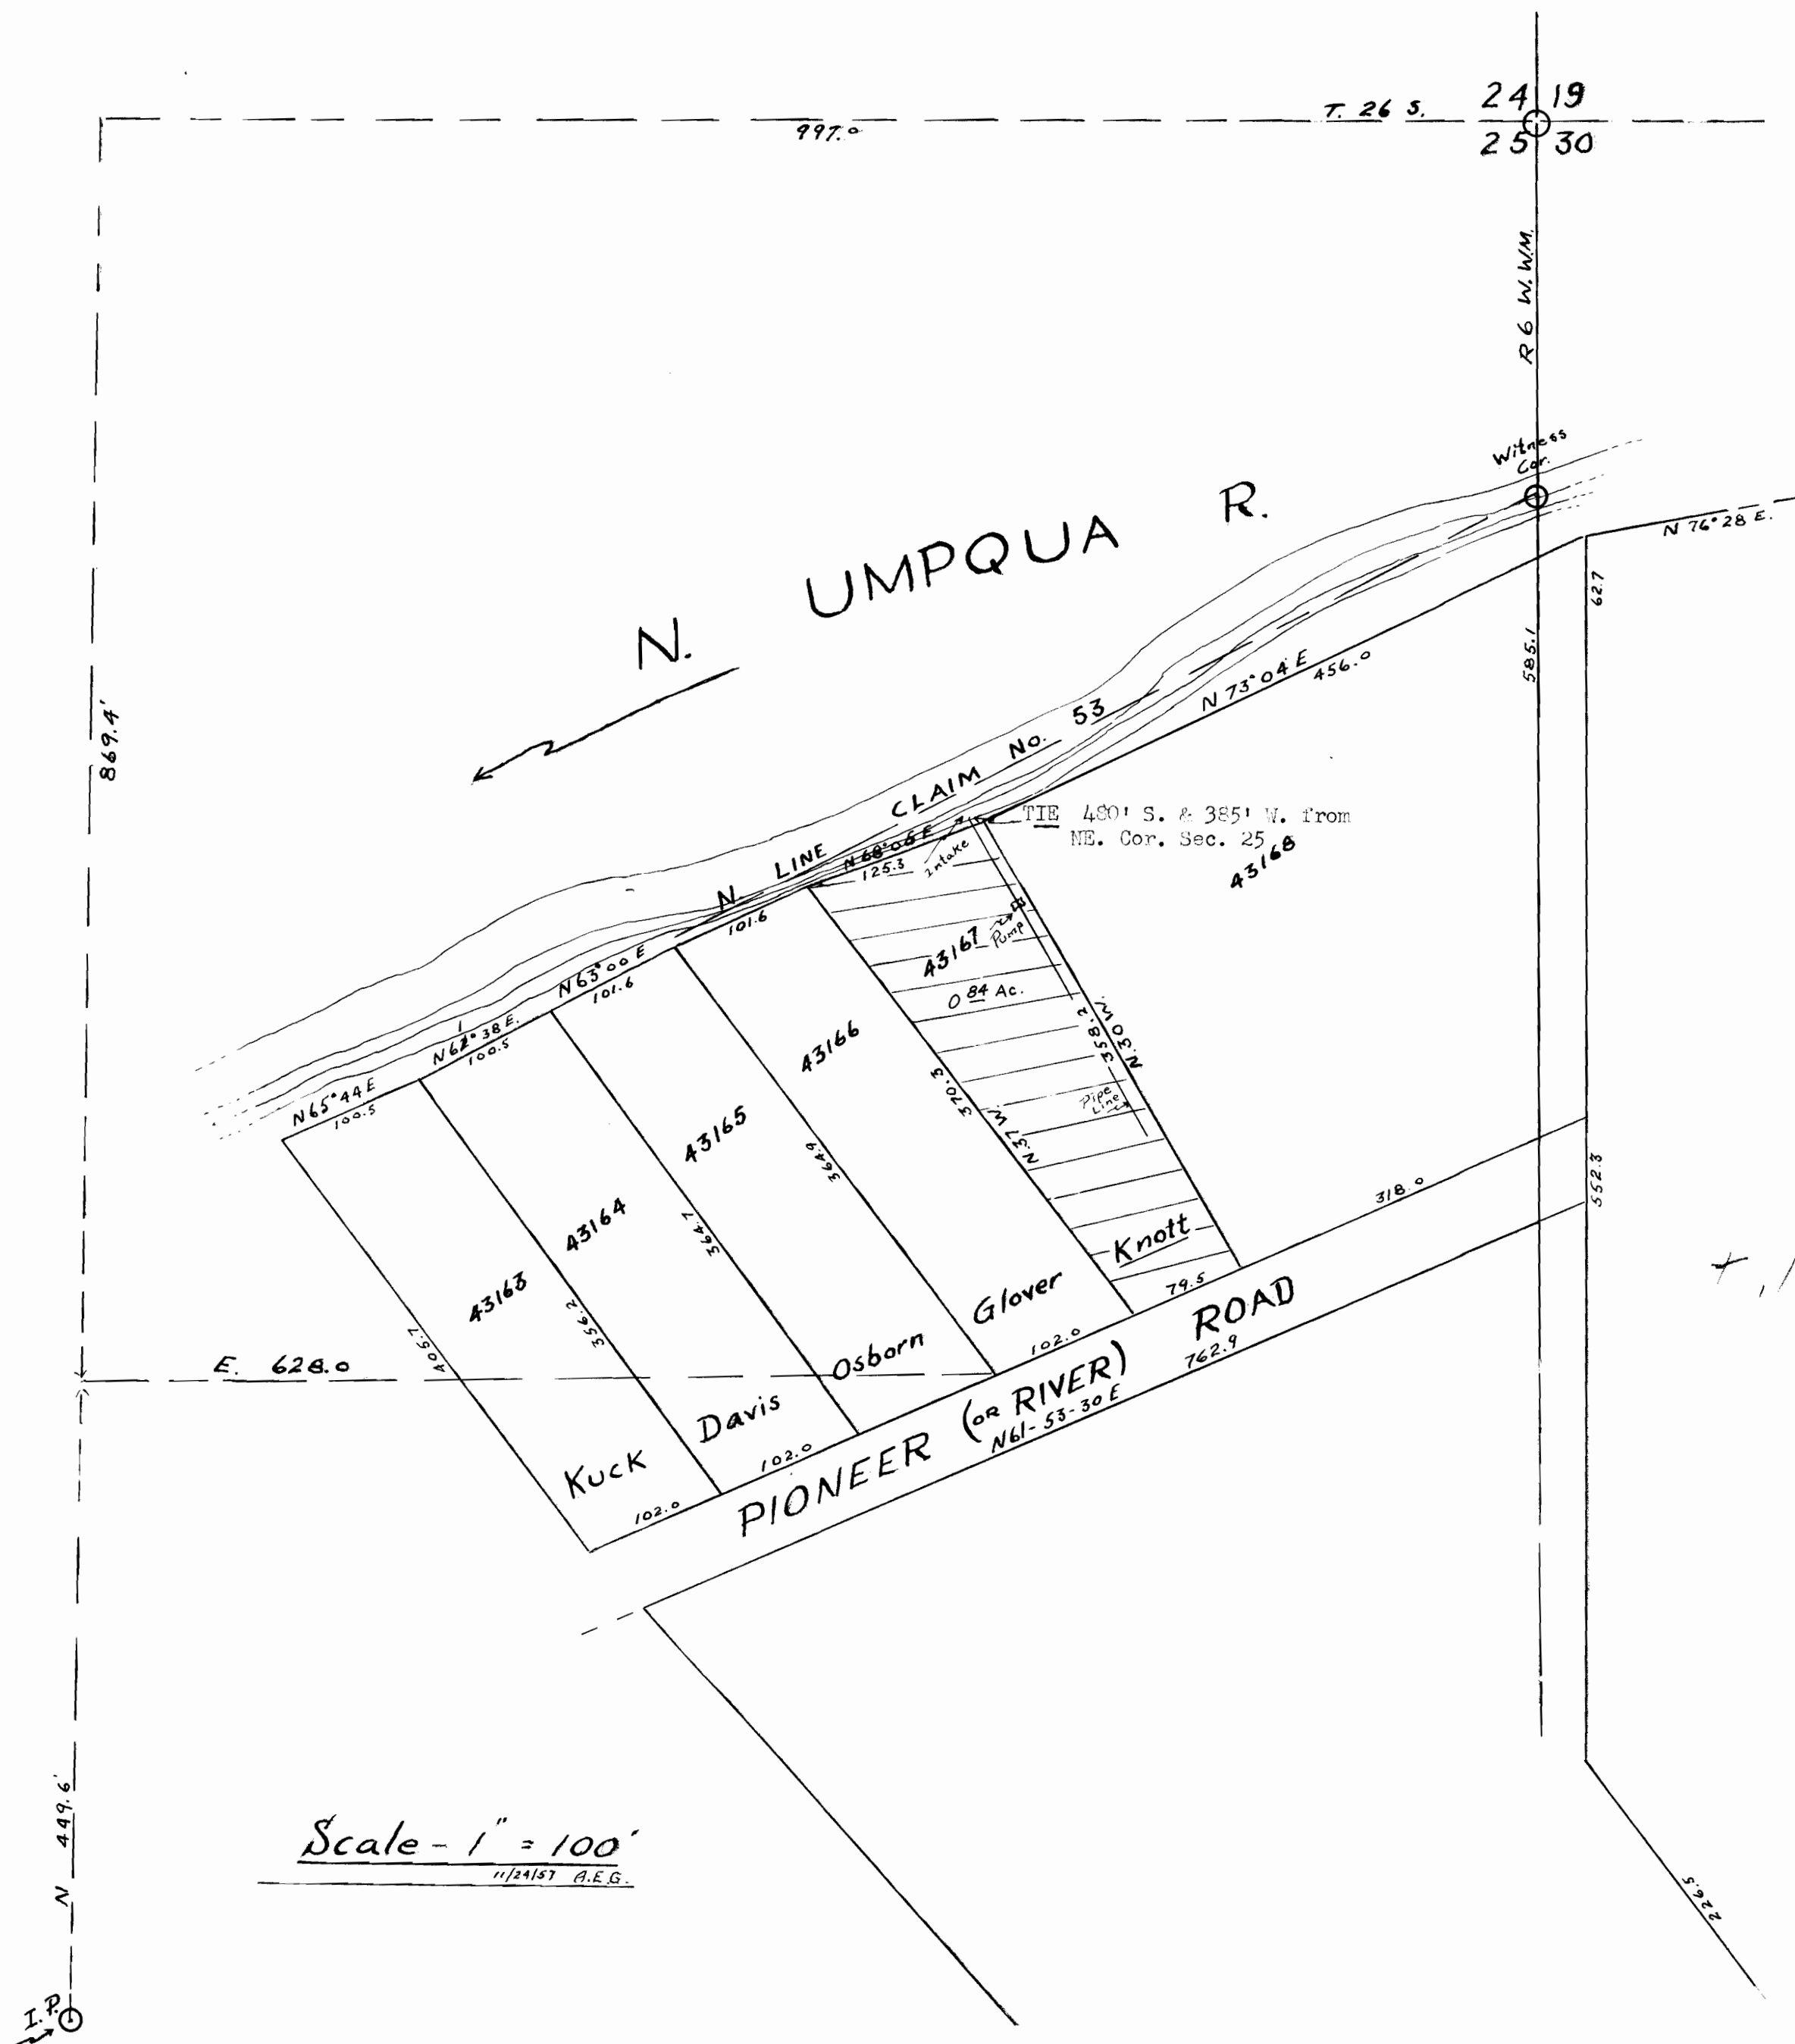 24 19
T. 26 S.
997.0
25 30
R 6 W. W.M.
Witness
Cor.
N 76° 28 E.
N. UMPQUA R.
62.7
585.1
869.4'
N 73° 04' E
456.0
N. LINE CLAIM No. 53
TIE 480' S. & 385' W. from
NE. Cor. Sec. 25
43168
N 68° 06 E
125.3
Intake
101.6
N 63° 00 E
101.6
N 62° 38 E.
100.5
N 65° 44 E
100.5
43167
Pump
0 84 Ac.
43166
43165
43164
43163
358.2
N. 30 W.
370.3
N. 37 W.
Pipe
Line
364.9
364.7
356.2
405.7
552.3
318.0
Knott
79.5
Glover
102.0
Osborn
E. 628.0
Davis
102.0
Kuck
102.0
PIONEER (OR RIVER) ROAD
N 61-53-30 E
762.9
N 449.6'
Scale - 1" = 100'
11/24/57 A.E.G.
226.5
I.P.